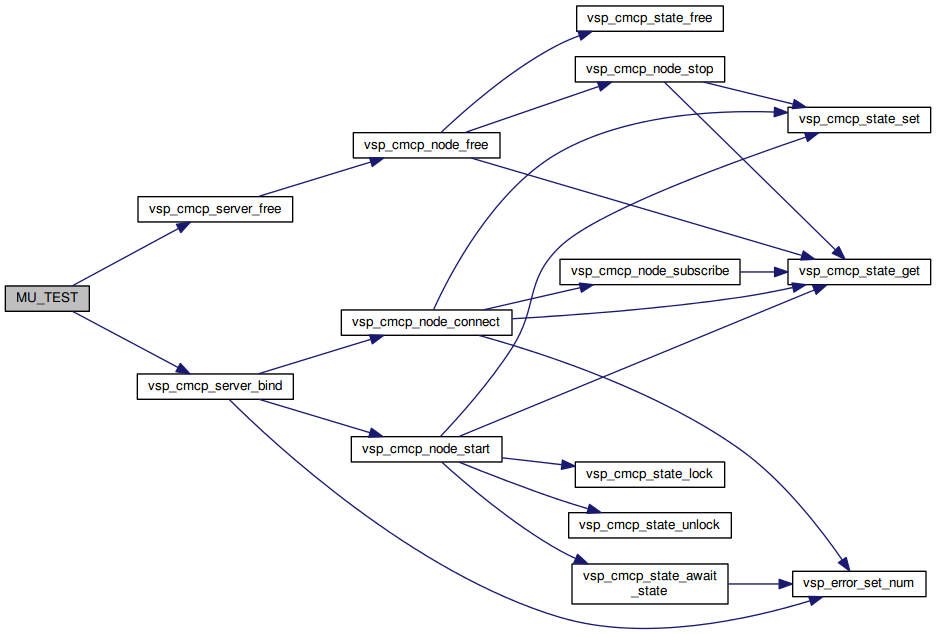 vsp_cmcp_state_free
vsp_cmcp_node_stop
vsp_cmcp_state_set
vsp_cmcp_node_free
vsp_cmcp_server_free
vsp_cmcp_node_subscribe
vsp_cmcp_state_get
MU_TEST
vsp_cmcp_node_connect
vsp_cmcp_server_bind
vsp_cmcp_node_start
vsp_cmcp_state_lock
vsp_cmcp_state_unlock
vsp_cmcp_state_await
_state
vsp_error_set_num